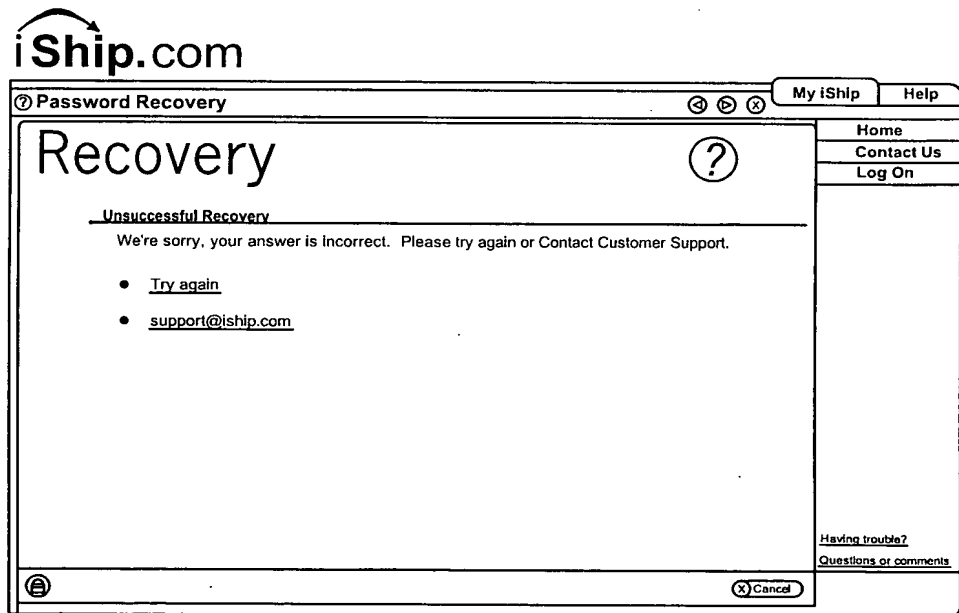 iShip.com
Password Recovery
My iShip
Help
Home
Contact Us
Log On
Recovery
?
Unsuccessful Recovery
We're sorry, your answer is incorrect. Please try again or Contact Customer Support.
• Try again
• support@iship.com
Having trouble?
Questions or comments
X Cancel